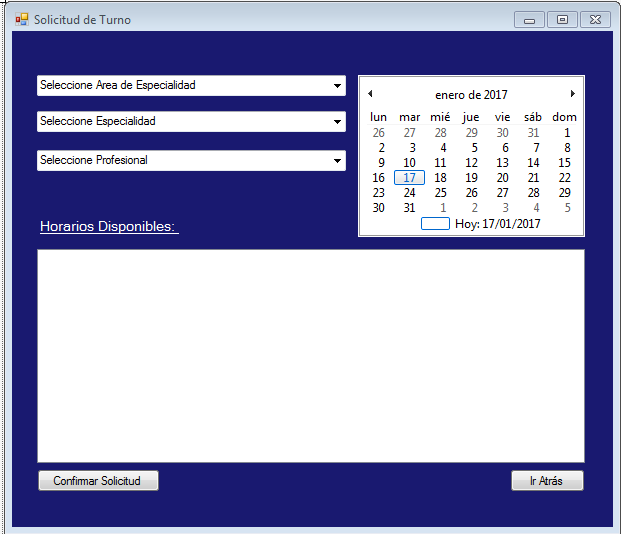 Solicitud de Turno
Seleccione Area de Especialidad
Seleccione Especialidad
Seleccione Profesional
enero de 2017
lun mar mié jue vie sáb dom
26 27 28 29 30 31 1
2 3 4 5 6 7 8
9 10 11 12 13 14 15
16 17 18 19 20 21 22
23 24 25 26 27 28 29
30 31 1 2 3 4 5
Hoy: 17/01/2017
Horarios Disponibles:
Confirmar Solicitud
Ir Atrás